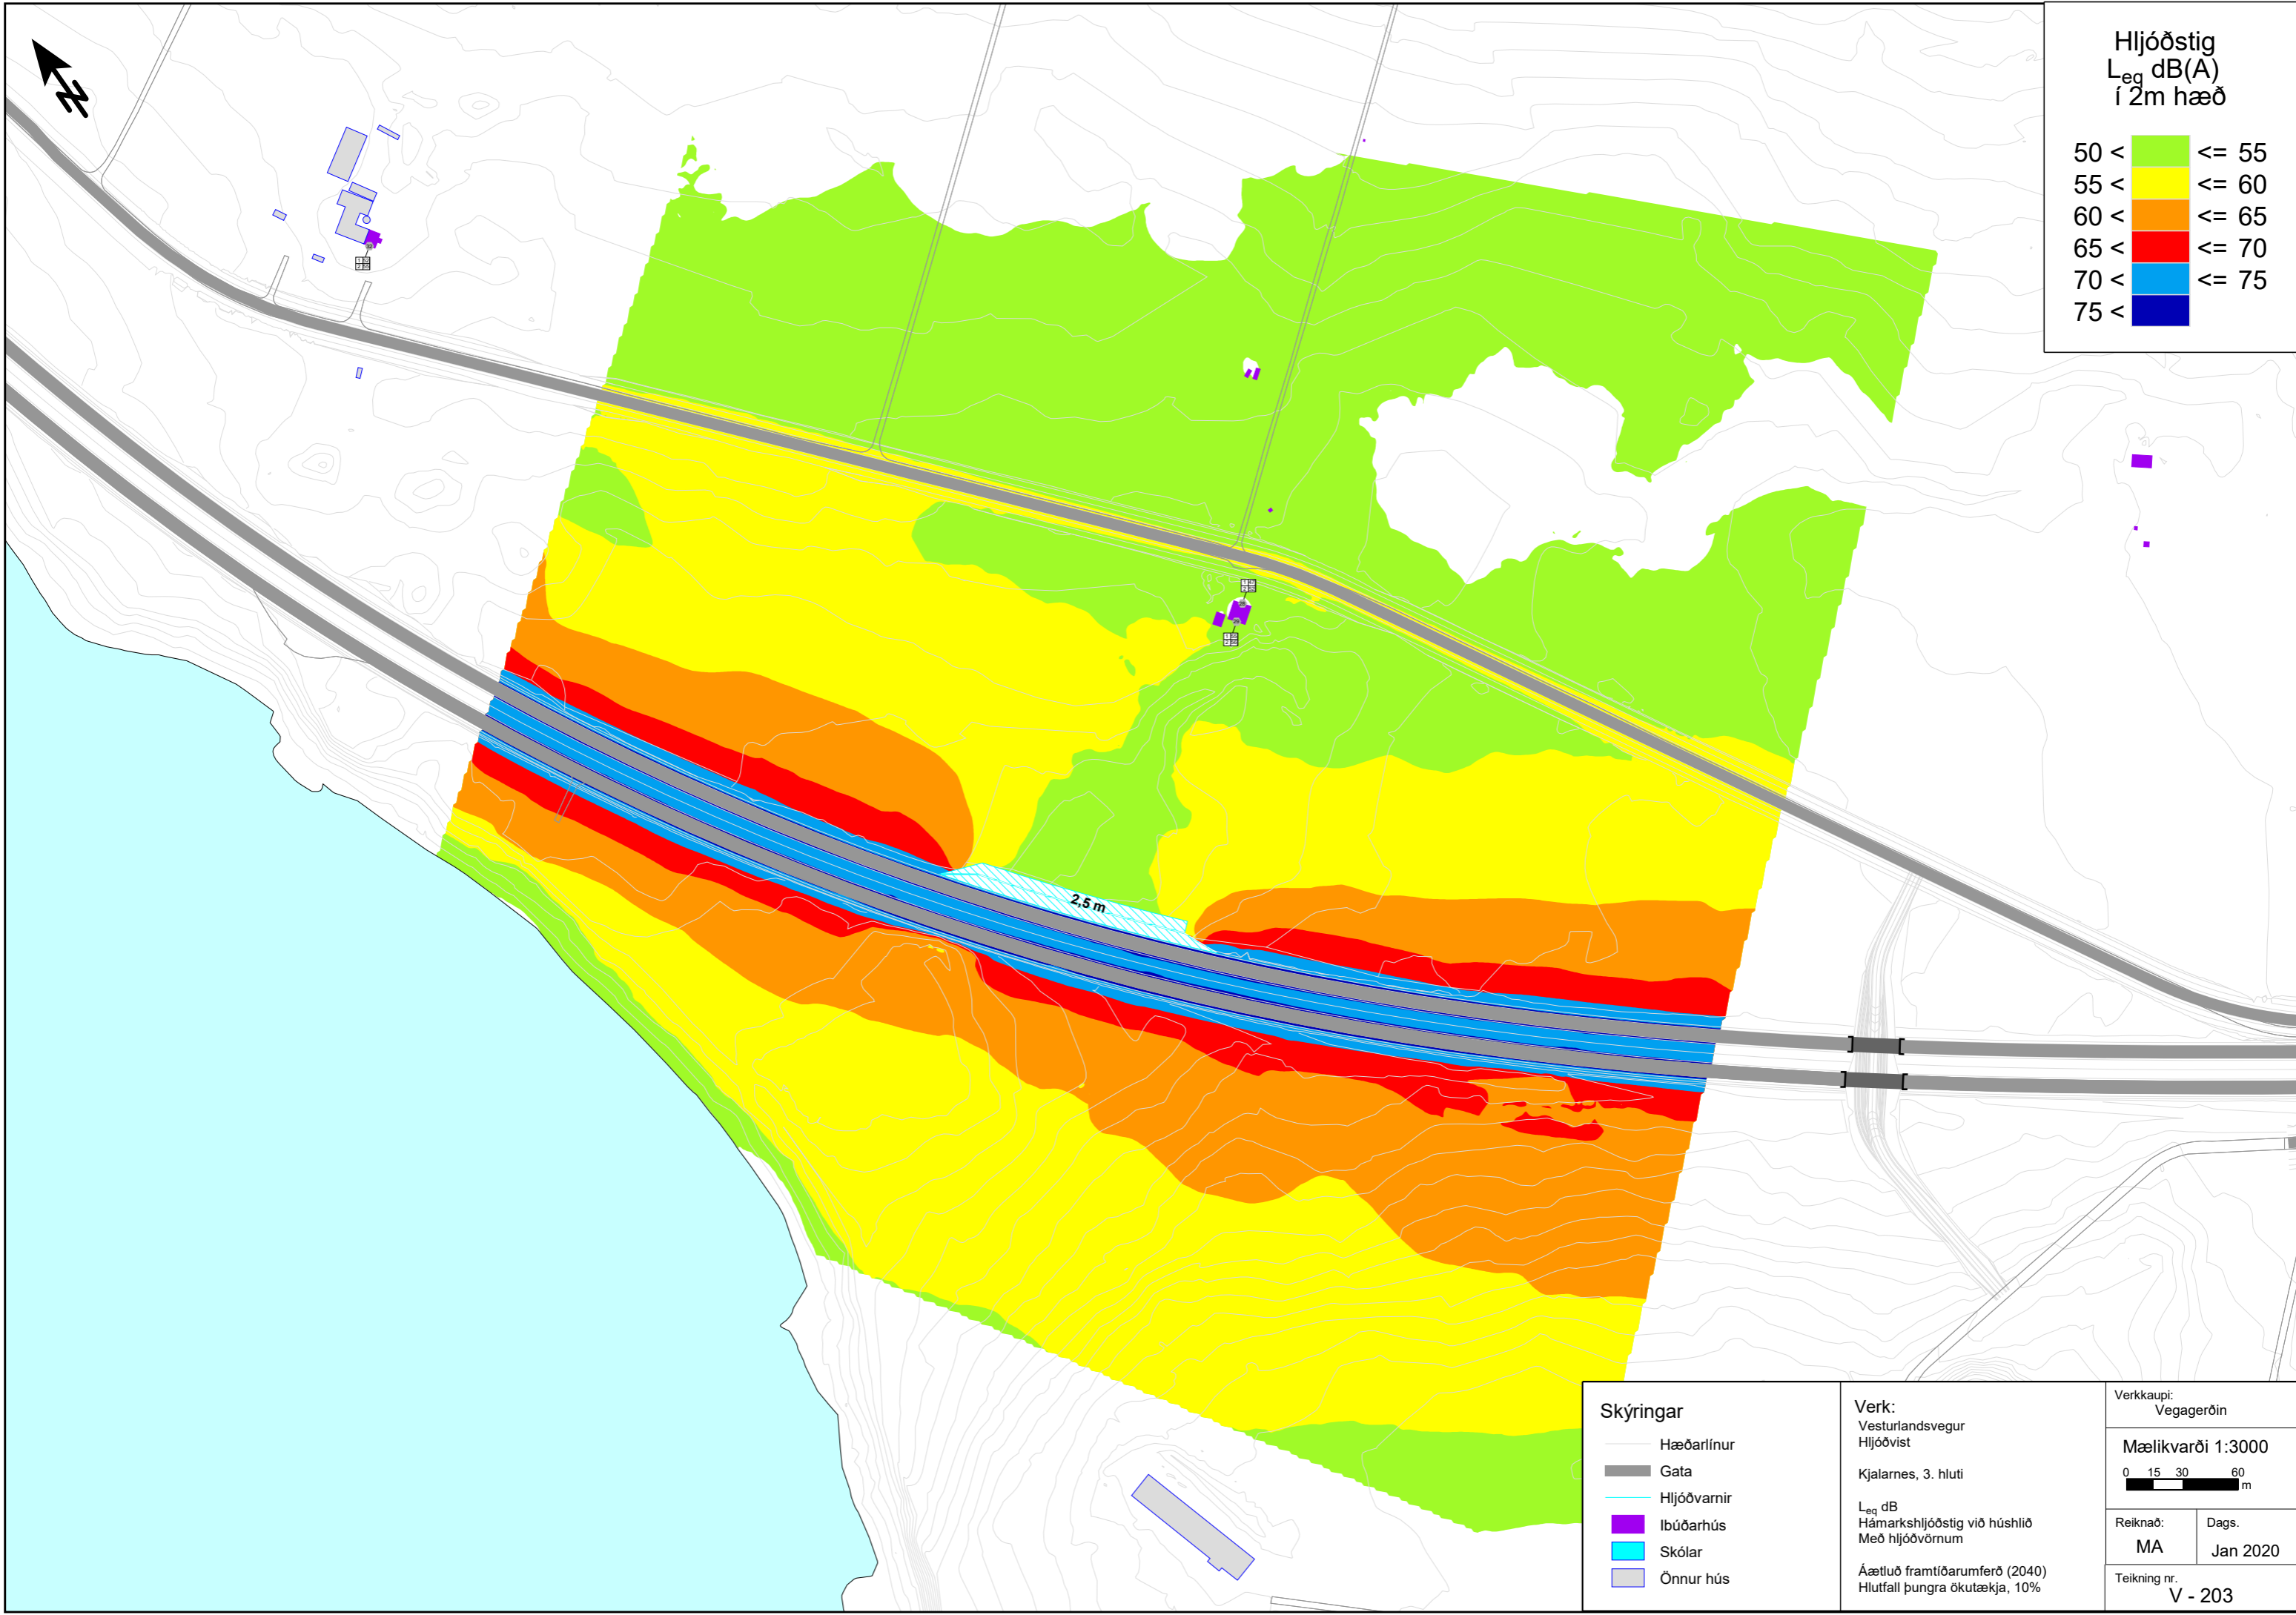 N
Hljóðstig
Leq dB(A)
í 2m hæð
50 < <= 55
55 < <= 60
60 < <= 65
65 < <= 70
70 < <= 75
75 <
2,5 m
Skýringar
Hæðarlínur
Gata
Hljóðvarnir
Ibúðarhús
Skólar
Önnur hús
Verk:
Vesturlandsvegur
Hljóðvist
Kjalarnes, 3. hluti
Leq dB
Hámarkshljóðstig við húshlið
Með hljóðvörnum
Áætluð framtíðarumferð (2040)
Hlutfall þungra ökutækja, 10%
Verkkaupi:
Vegagerðin
Mælikvarði 1:3000
0 15 30 60
m
Reiknað:
MA
Dags.
Jan 2020
Teikning nr.
V - 203